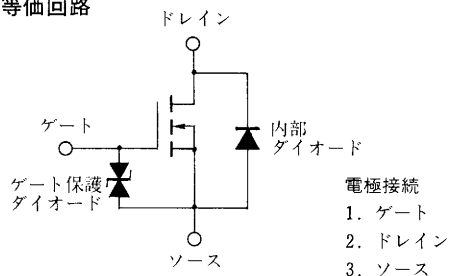 等価回路
ドレイン
ゲート
内部
ダイオード
ゲート保護
ダイオード
ソース
電極接続
1. ゲート
2. ドレイン
3. ソース